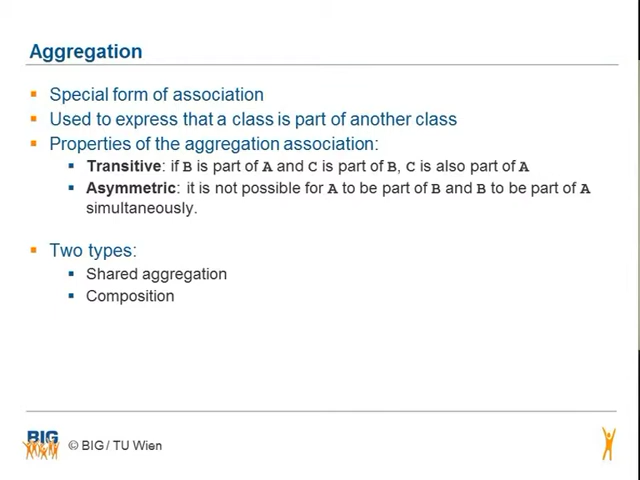 Aggregation
Special form of association
Used to express that a class is part of another class
Properties of the aggregation association:
Transitive: if B is part of A and C is part of B, C is also part of A
Asymmetric: it is not possible for A to be part of B and B to be part of A
simultaneously.
Two types:
Shared aggregation
Composition
BIG
© BIG / TU Wien